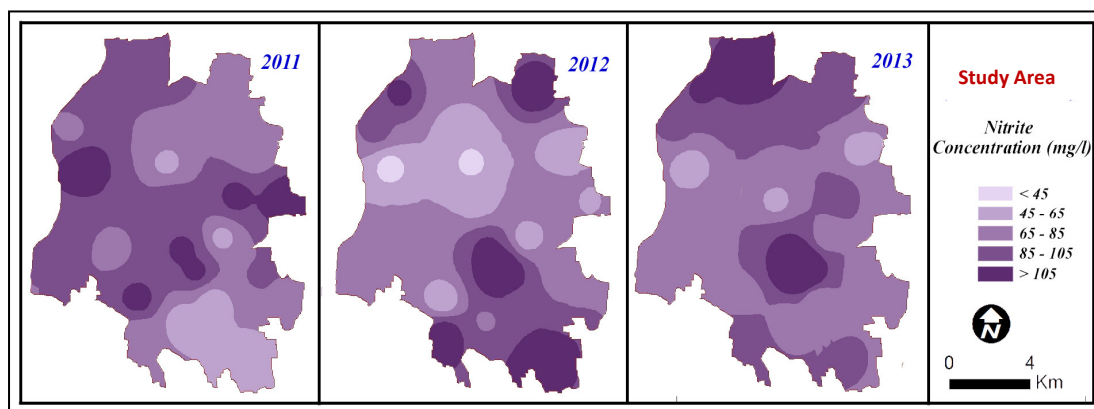 2011
2012
2013
Study Area
Nitrite
Concentration (mg/l)
< 45
45 - 65
65 - 85
85 - 105
> 105
N
0 4
Km